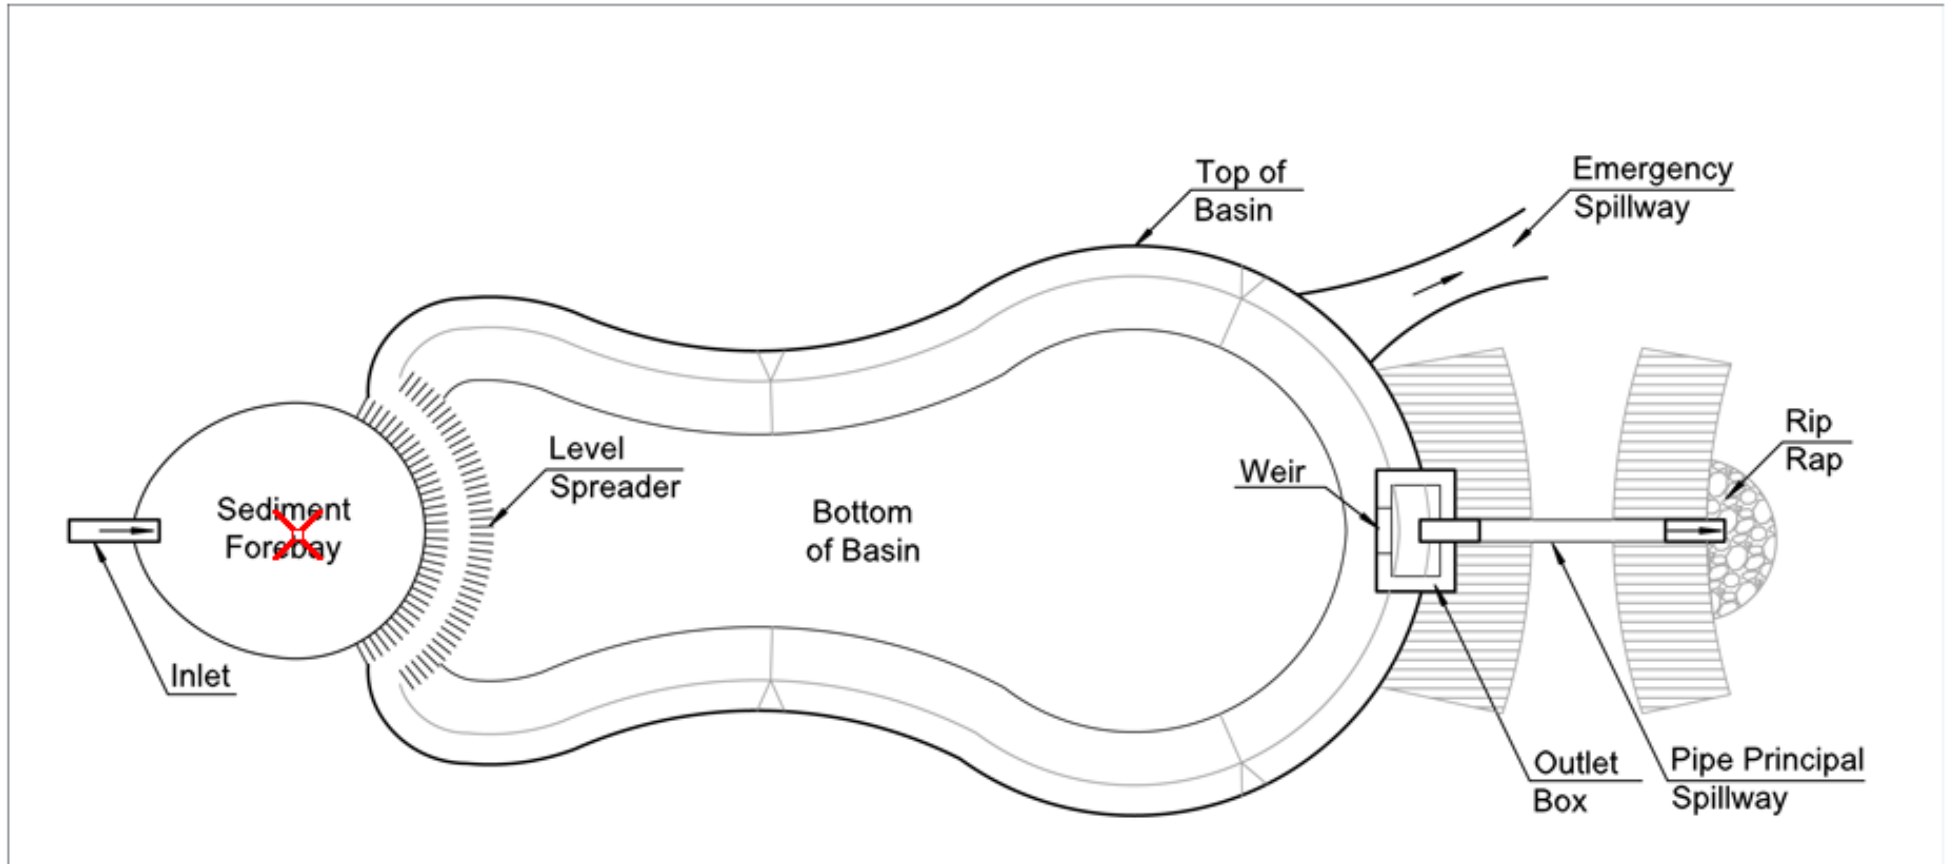 Top of
Basin
Emergency
Spillway
Level
Spreader
Sediment
Forebay
Bottom
of Basin
Weir
Rip
Rap
Inlet
Outlet
Box
Pipe Principal
Spillway